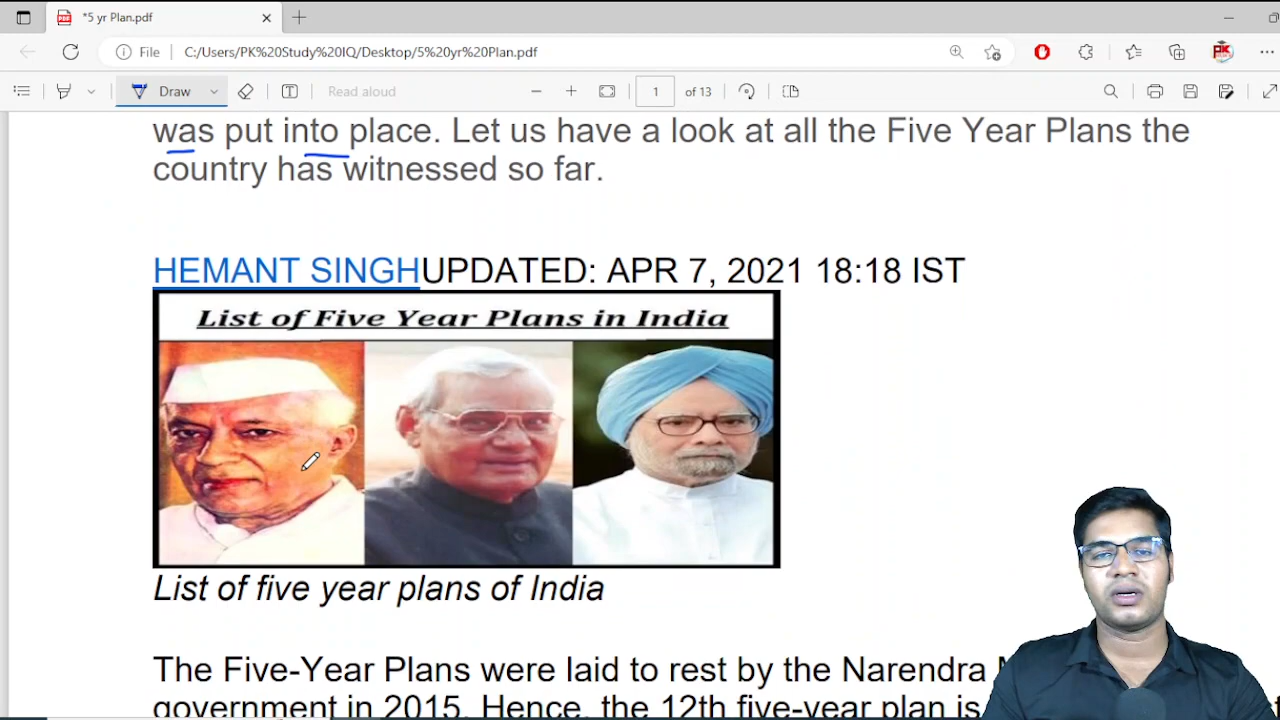 *5 yr Plan.pdf
File
C:/Users/PK%20Study%20IQ/Desktop/5%20yr%20Plan.pdf
PK
Draw
Read aloud
1
of 13
was put into place. Let us have a look at all the Five Year Plans the
country has witnessed so far.
HEMANT SINGHUPDATED: APR 7, 2021 18:18 IST
List of Five Year Plans in India
List of five year plans of India
The Five-Year Plans were laid to rest by the Narendra
government in 2015. Hence, the 12th five-year plan is